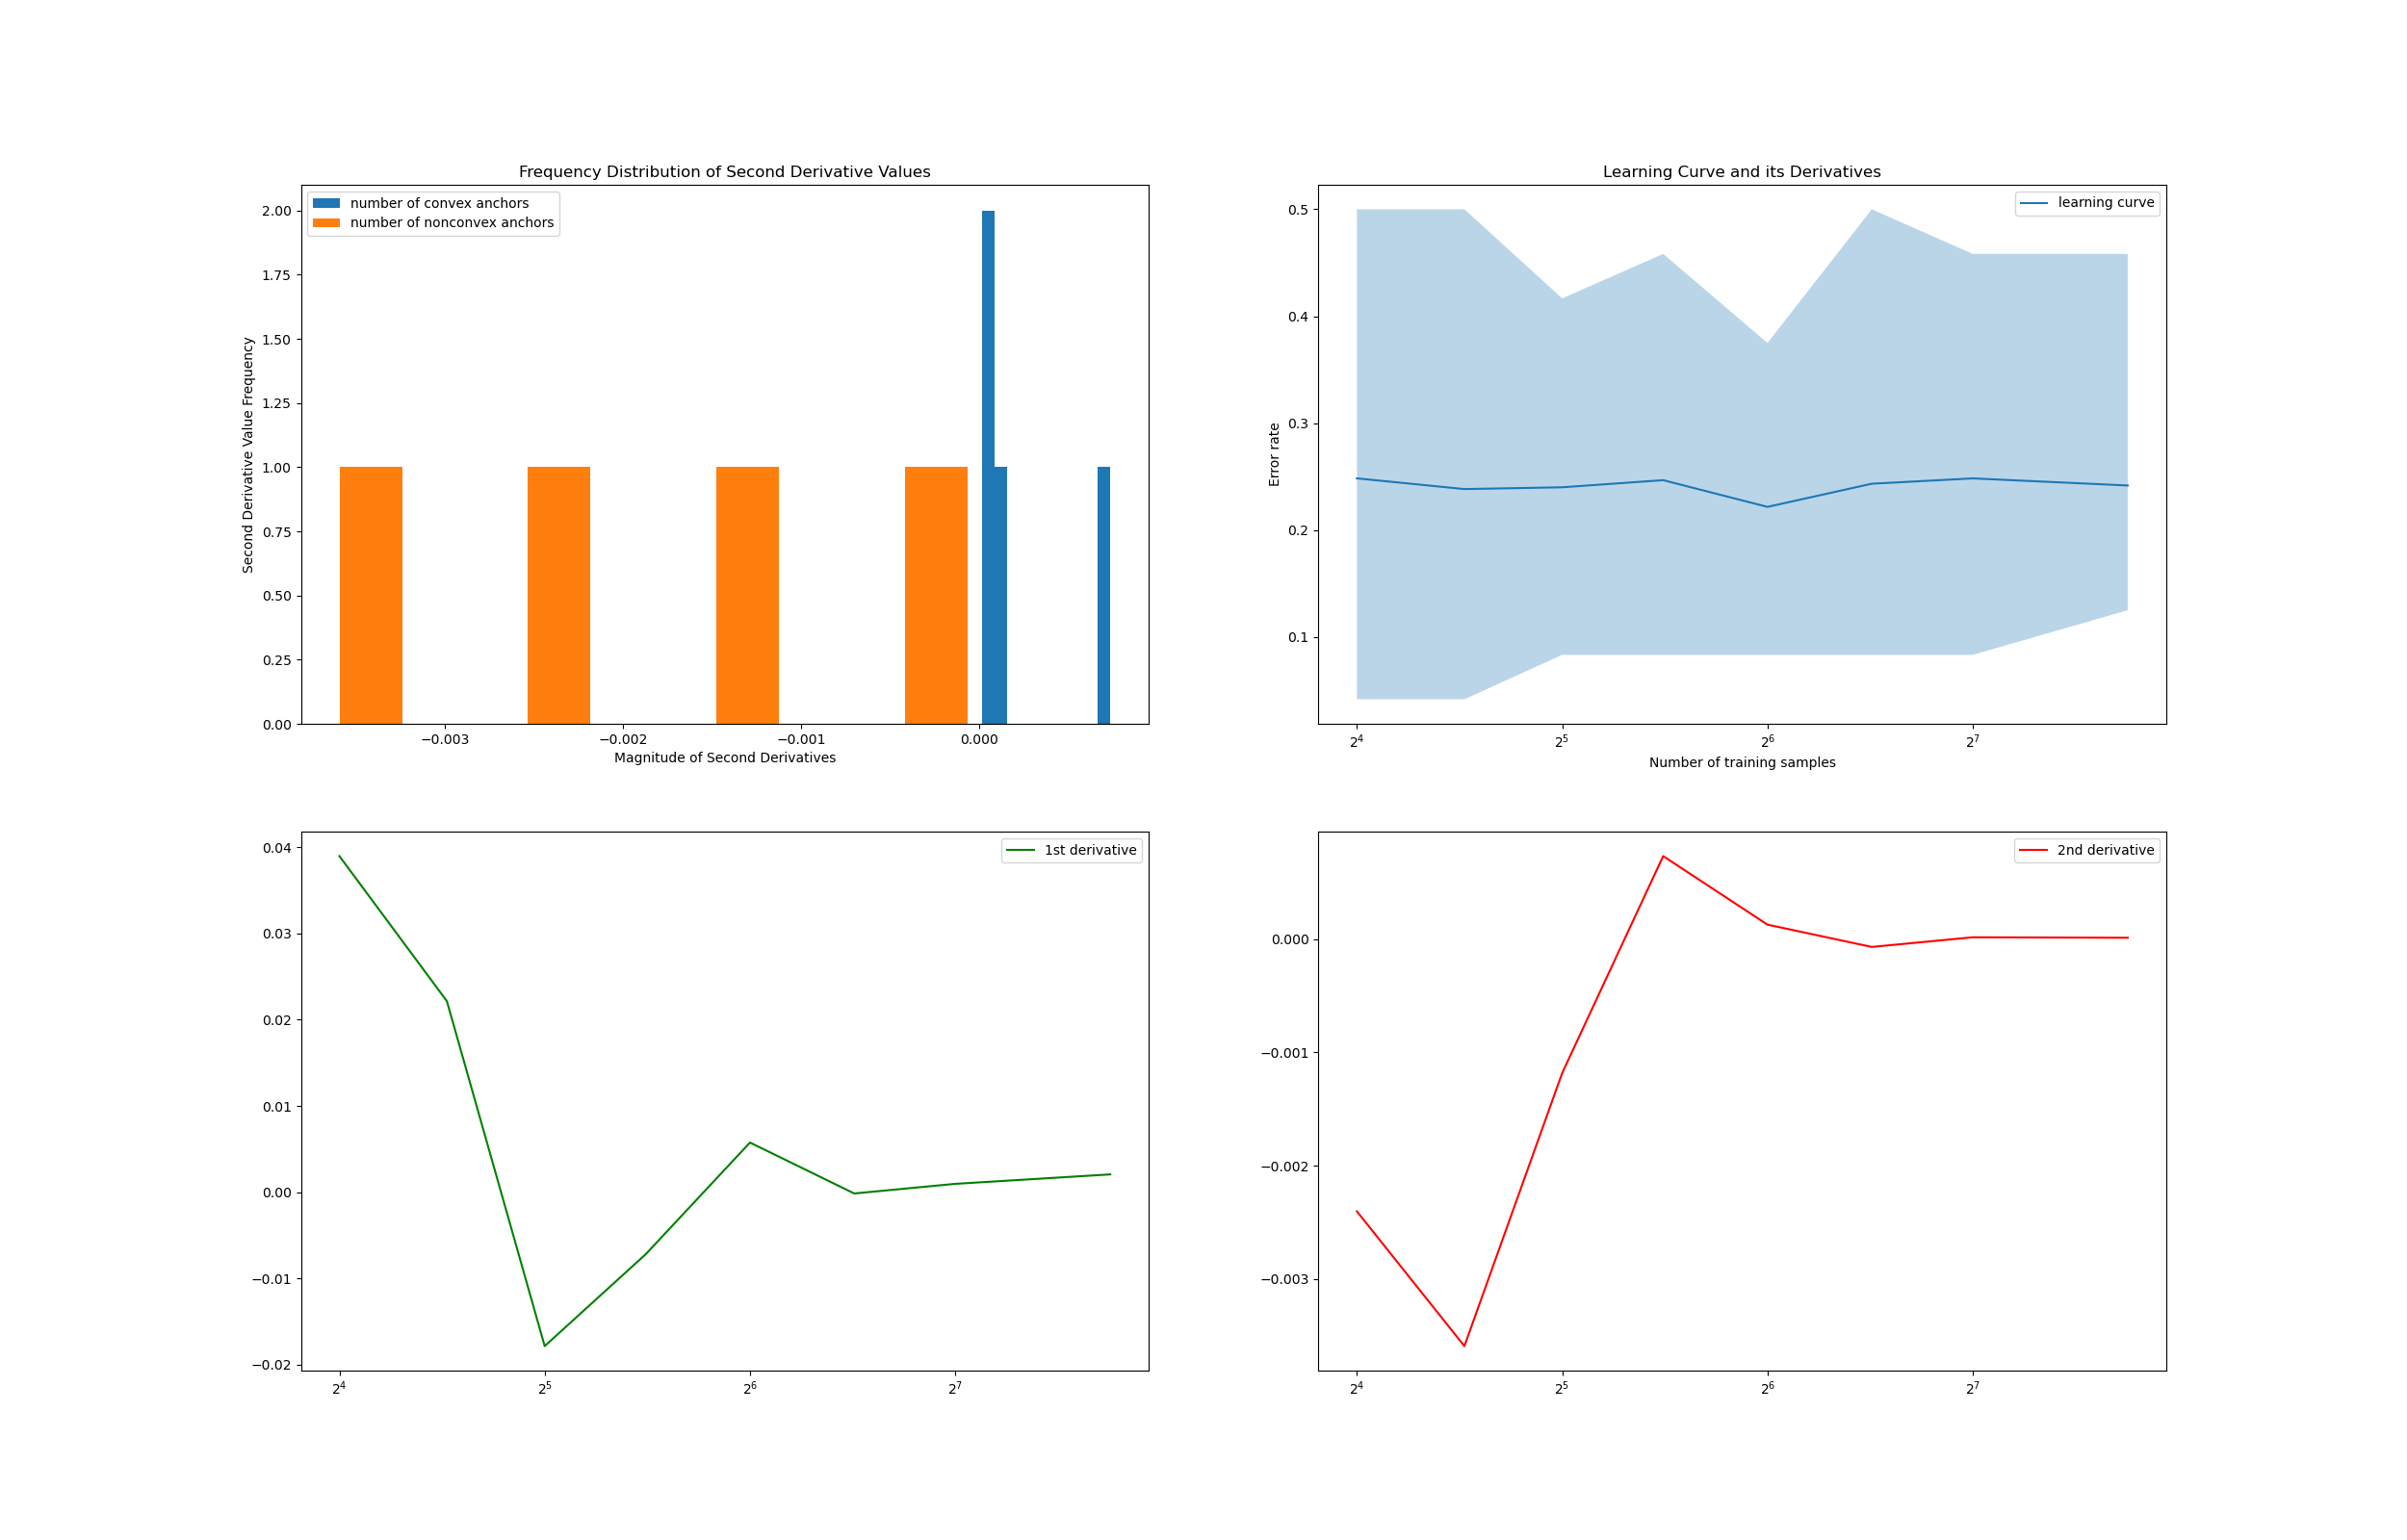 Frequency Distribution of Second Derivative Values
number of convex anchors
number of nonconvex anchors
2.00
1.75
1.50
1.25
1.00
0.75
0.50
0.25
0.00
Second Derivative Value Frequency
−0.003 −0.002 −0.001 0.000
Magnitude of Second Derivatives
Learning Curve and its Derivatives
learning curve
0.5
0.4
0.3
0.2
0.1
Error rate
2⁴ 2⁵ 2⁶ 2⁷
Number of training samples
1st derivative
0.04
0.03
0.02
0.01
0.00
−0.01
−0.02
2⁴ 2⁵ 2⁶ 2⁷
2nd derivative
0.000
−0.001
−0.002
−0.003
2⁴ 2⁵ 2⁶ 2⁷